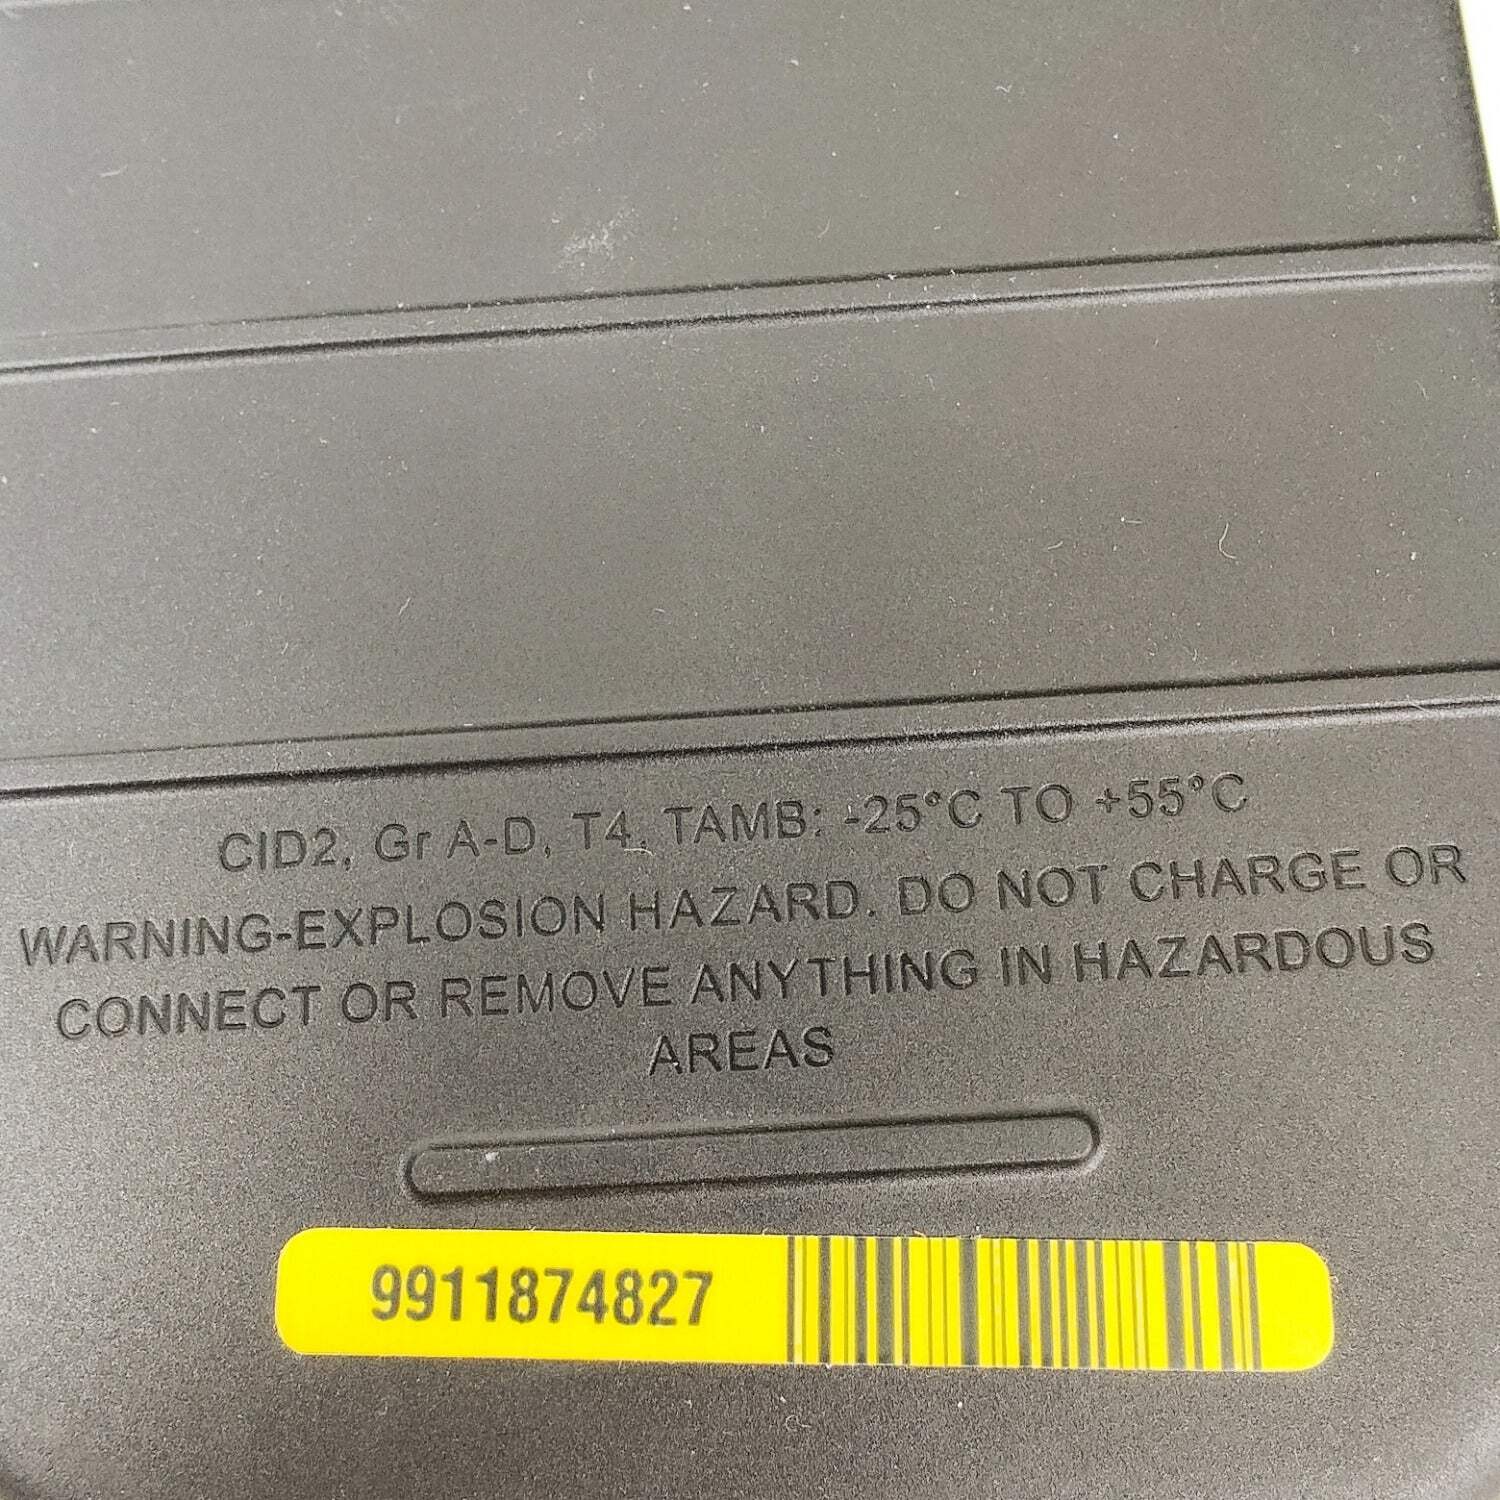 CID2, Gr A-D, T4, TAMB: -25°C TO +55°C
WARNING-EXPLOSION HAZARD. DO NOT CHARGE OR
CONNECT OR REMOVE ANYTHING IN HAZARDOUS
AREAS
9911874827